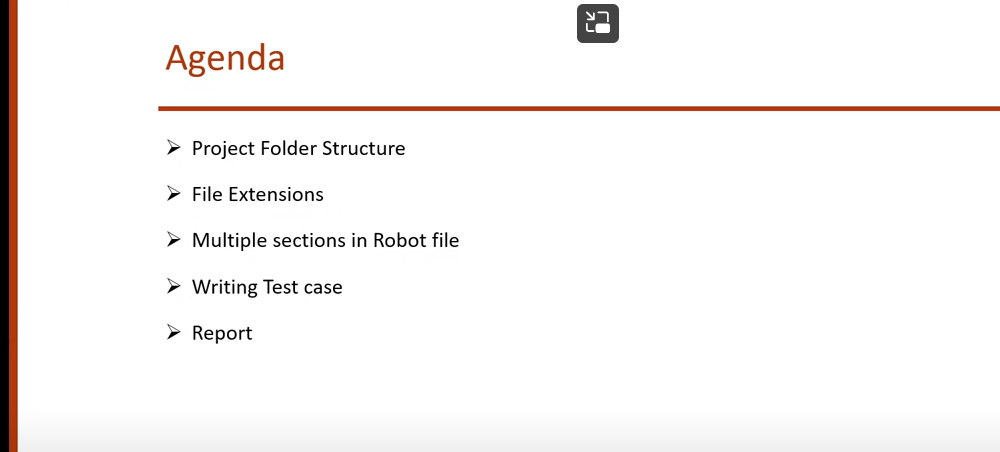 Agenda
Project Folder Structure
File Extensions
Multiple sections in Robot file
Writing Test case
Report